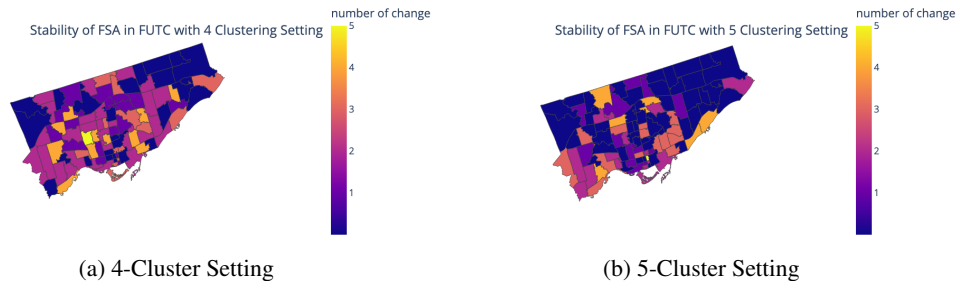 number of change
Stability of FSA in FUTC with 4 Clustering Setting
5
4
3
2
1
(a) 4-Cluster Setting
number of change
Stability of FSA in FUTC with 5 Clustering Setting
5
4
3
2
1
(b) 5-Cluster Setting